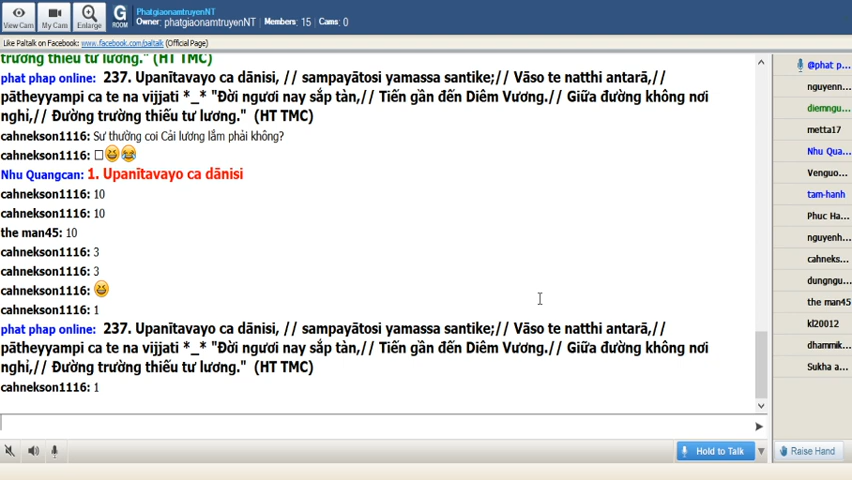 View Cam
My Cam
Enlarge
G
ROOM
PhatgiaonamtruyenNT
Owner: phatgiaonamtruyenNT Members: 15 Cams: 0
Like Paltalk on Facebook: www.facebook.com/paltalk (Official Page)
trường thiếu tư lương." (HT TMC)
phat phap online: 237. Upanītavayo ca dānisi, // sampayātosi yamassa santike;// Vāso te natthi antarā,//
pātheyyampi ca te na vijjati *_* "Đời ngươi nay sắp tàn,// Tiến gần đến Diêm Vương.// Giữa đường không nơi
nghỉ,// Đường trường thiếu tư lương." (HT TMC)
cahnekson1116: Sư thường coi Cải lương lắm phải không?
cahnekson1116:
Nhu Quangcan: 1. Upanītavayo ca dānisi
cahnekson1116: 10
cahnekson1116: 10
the man45: 10
cahnekson1116: 3
cahnekson1116: 3
cahnekson1116:
cahnekson1116: 1
phat phap online: 237. Upanītavayo ca dānisi, // sampayātosi yamassa santike;// Vāso te natthi antarā,//
pātheyyampi ca te na vijjati *_* "Đời ngươi nay sắp tàn,// Tiến gần đến Diêm Vương.// Giữa đường không nơi
nghỉ,// Đường trường thiếu tư lương." (HT TMC)
cahnekson1116: 1
@phat p...
nguyenn...
diemngu...
metta17
Nhu Qua...
Venguo...
tam-hanh
Phuc Ha...
nguyenh...
cahneks...
dungngu...
the man45
kl20012
dhammik...
Sukha a...
Hold to Talk
Raise Hand